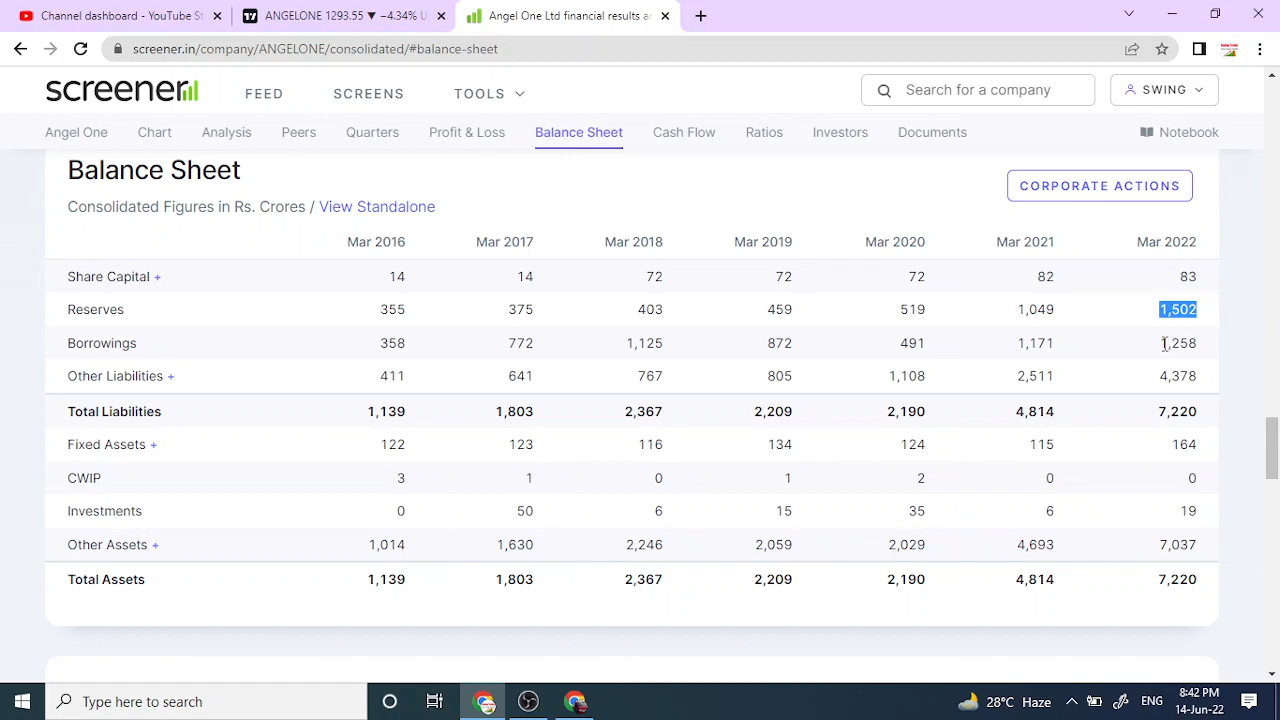 Channel dashboard - YouTube St
ANGELONE 1293.55 ▼ −4.34% U
Angel One Ltd financial results ar
screener.in/company/ANGELONE/consolidated/#balance-sheet
screener
FEED SCREENS TOOLS
Search for a company
SWING
Angel One Chart Analysis Peers Quarters Profit & Loss Balance Sheet Cash Flow Ratios Investors Documents Notebook
Balance Sheet
CORPORATE ACTIONS
Consolidated Figures in Rs. Crores / View Standalone
Mar 2016 Mar 2017 Mar 2018 Mar 2019 Mar 2020 Mar 2021 Mar 2022
Share Capital + 14 14 72 72 72 82 83
Reserves 355 375 403 459 519 1,049 1,502
Borrowings 358 772 1,125 872 491 1,171 1,258
Other Liabilities + 411 641 767 805 1,108 2,511 4,378
Total Liabilities 1,139 1,803 2,367 2,209 2,190 4,814 7,220
Fixed Assets + 122 123 116 134 124 115 164
CWIP 3 1 0 1 2 0 0
Investments 0 50 6 15 35 6 19
Other Assets + 1,014 1,630 2,246 2,059 2,029 4,693 7,037
Total Assets 1,139 1,803 2,367 2,209 2,190 4,814 7,220
Type here to search
28°C Haze
ENG
8:42 PM
14-Jun-22